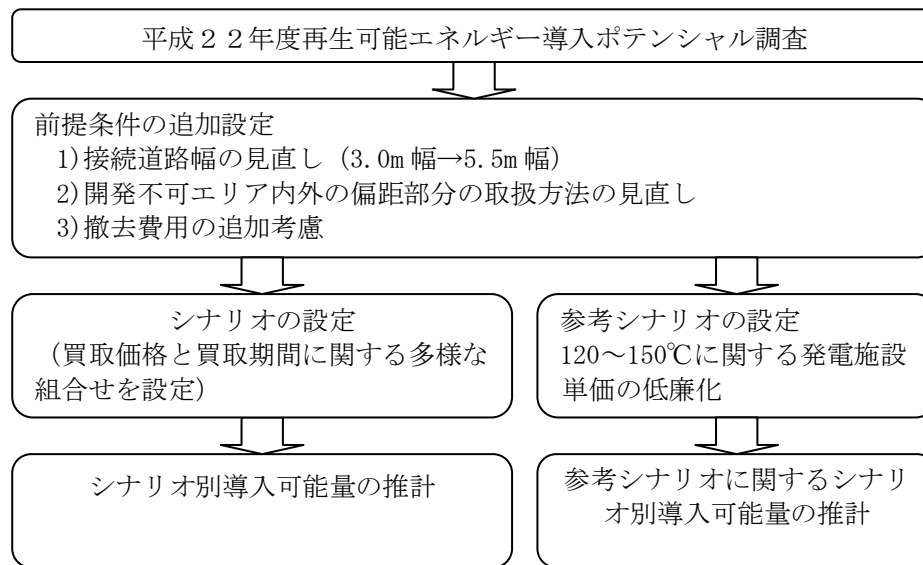 平成２２年度再生可能エネルギー導入ポテンシャル調査
前提条件の追加設定
1)接続道路幅の見直し（3.0m 幅→5.5m 幅）
2)開発不可エリア内外の偏距部分の取扱方法の見直し
3)撤去費用の追加考慮
シナリオの設定
（買取価格と買取期間に関する多様な
組合せを設定）
参考シナリオの設定
120～150℃に関する発電施設
単価の低廉化
シナリオ別導入可能量の推計
参考シナリオに関するシナリ
オ別導入可能量の推計